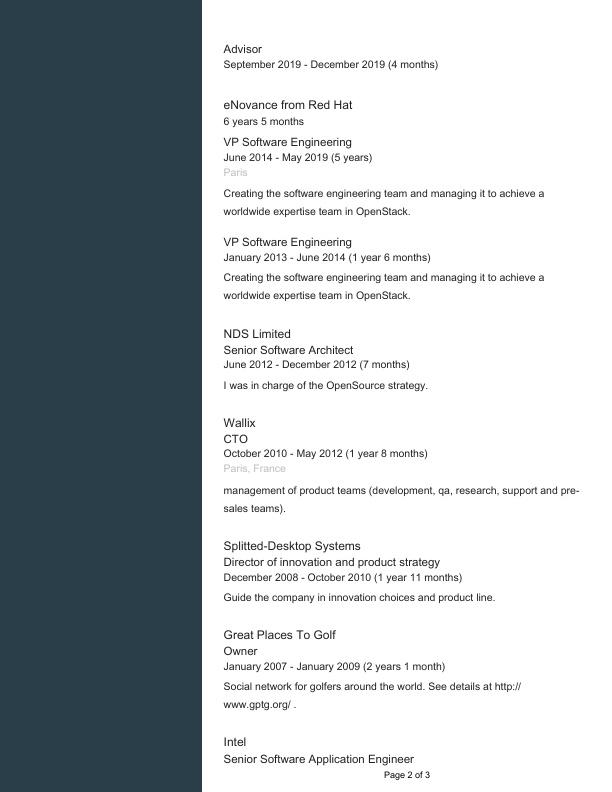 Advisor
September 2019 - December 2019 (4 months)
eNovance from Red Hat
6 years 5 months
VP Software Engineering
June 2014 - May 2019 (5 years)
Paris
Creating the software engineering team and managing it to achieve a
worldwide expertise team in OpenStack.
VP Software Engineering
January 2013 - June 2014 (1 year 6 months)
Creating the software engineering team and managing it to achieve a
worldwide expertise team in OpenStack.
NDS Limited
Senior Software Architect
June 2012 - December 2012 (7 months)
I was in charge of the OpenSource strategy.
Wallix
CTO
October 2010 - May 2012 (1 year 8 months)
Paris, France
management of product teams (development, qa, research, support and pre-
sales teams).
Splitted-Desktop Systems
Director of innovation and product strategy
December 2008 - October 2010 (1 year 11 months)
Guide the company in innovation choices and product line.
Great Places To Golf
Owner
January 2007 - January 2009 (2 years 1 month)
Social network for golfers around the world. See details at http://
www.gptg.org/ .
Intel
Senior Software Application Engineer
Page 2 of 3